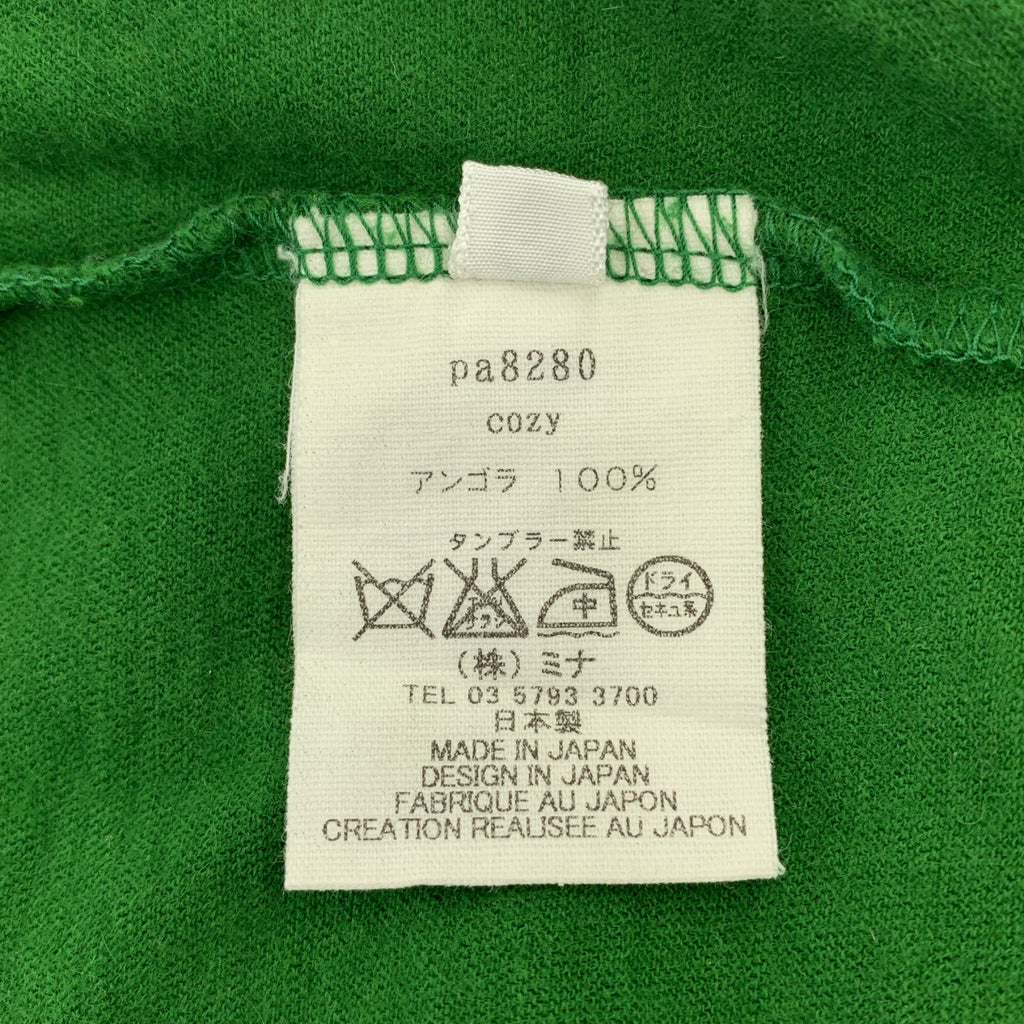 pa8280
cozy
アンゴラ 100%
タンブラー禁止
中
ドライ
セキユ系
(株) ミナ
TEL 03 5793 3700
日本製
MADE IN JAPAN
DESIGN IN JAPAN
FABRIQUE AU JAPON
CREATION REALISEE AU JAPON